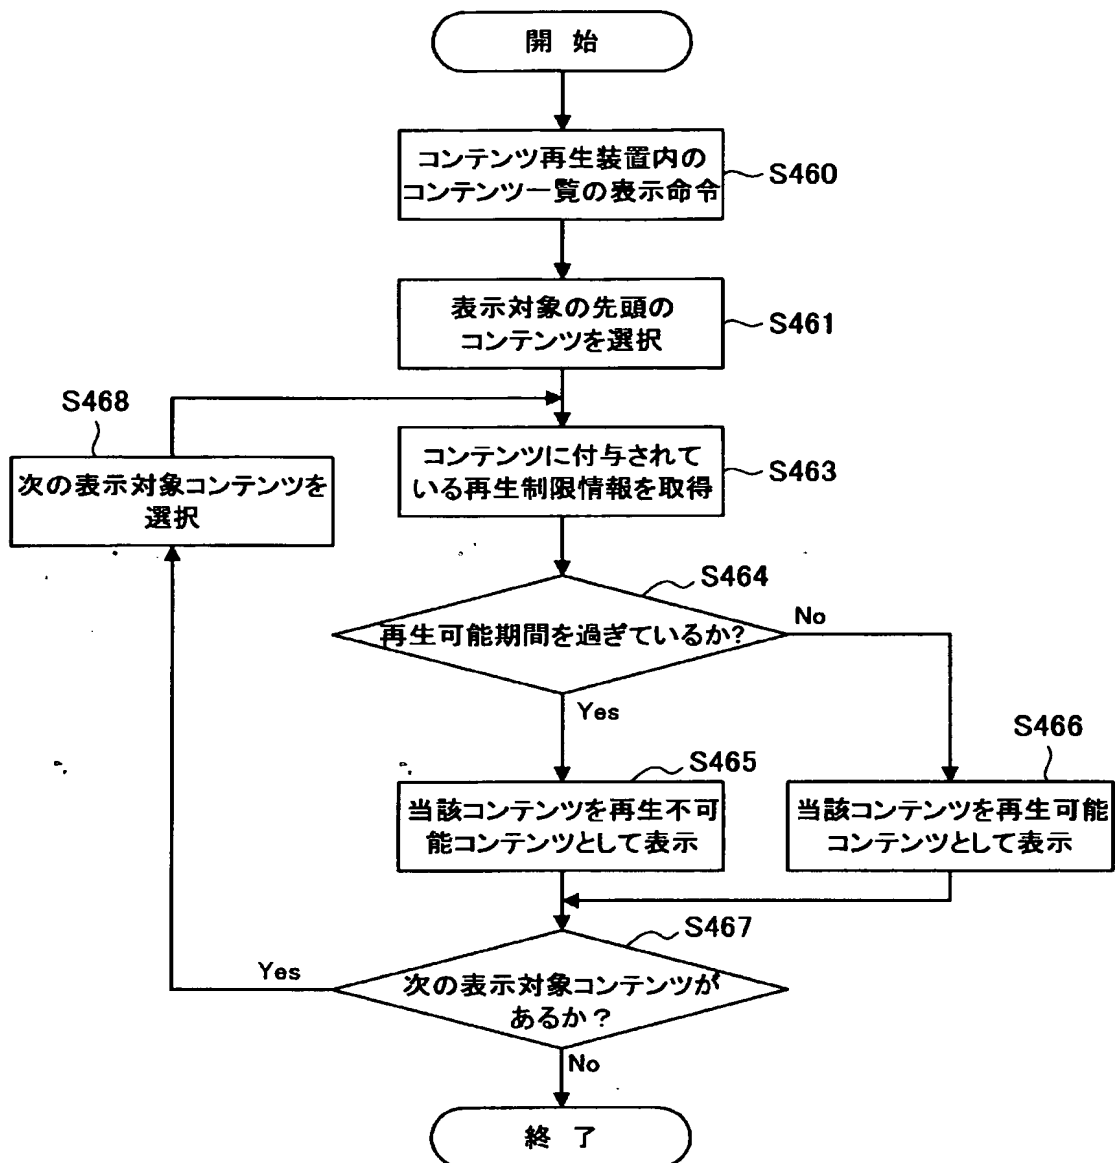 開 始
コンテンツ再生装置内の
コンテンツ一覧の表示命令
S460
表示対象の先頭の
コンテンツを選択
S461
S468
次の表示対象コンテンツを
選択
コンテンツに付与されて
いる再生制限情報を取得
S463
S464
再生可能期間を過ぎているか?
No
Yes
S465
当該コンテンツを再生不可
能コンテンツとして表示
S466
当該コンテンツを再生可能
コンテンツとして表示
S467
次の表示対象コンテンツが
あるか?
Yes
No
終 了